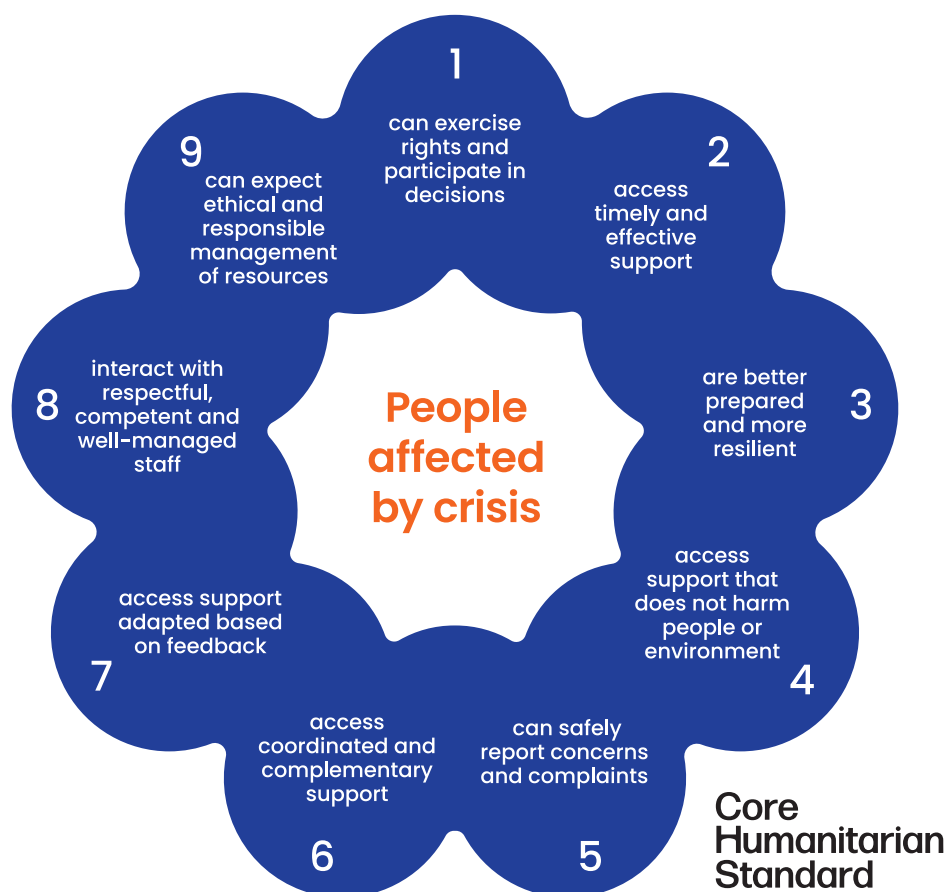 1
can exercise
rights and
participate in
decisions
2
access
timely and
effective
support
3
are better
prepared
and more
resilient
4
access
support that
does not harm
people or
environment
5
can safely
report concerns
and complaints
6
access
coordinated and
complementary
support
7
access support
adapted based
on feedback
8
interact with
respectful,
competent and
well-managed
staff
9
can expect
ethical and
responsible
management
of resources
People
affected
by crisis
Core
Humanitarian
Standard